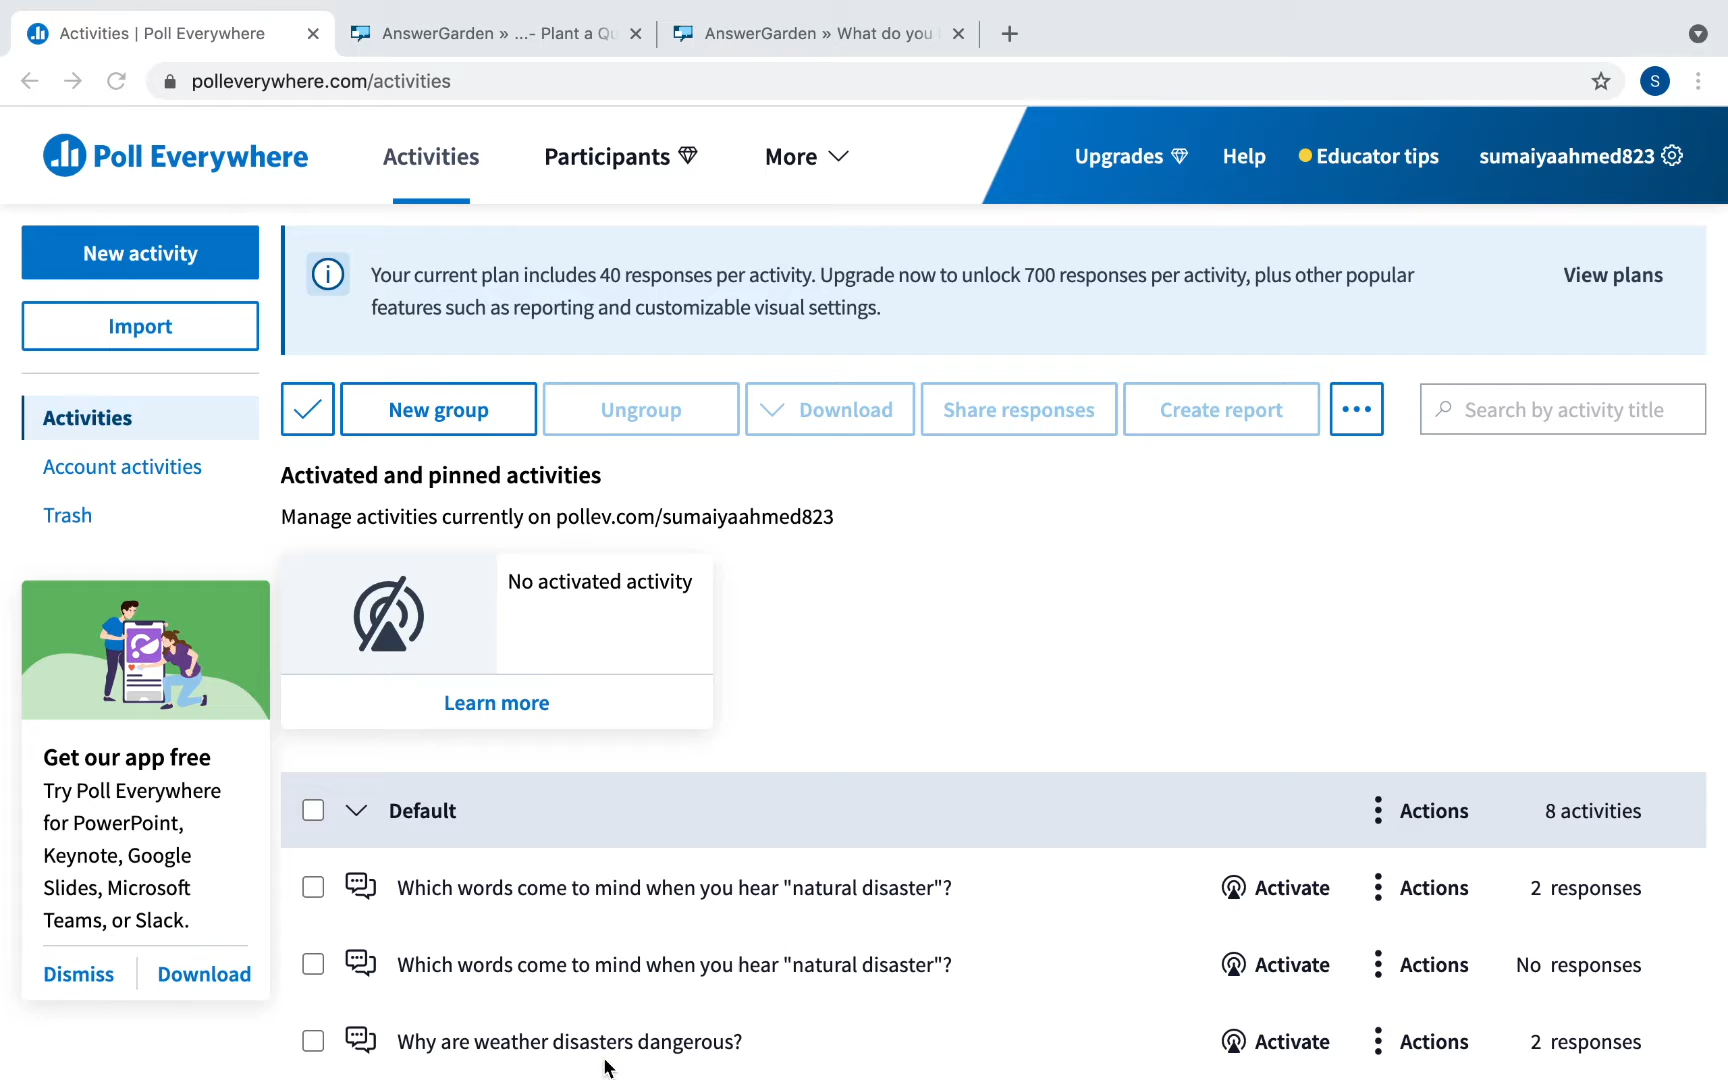 Activities | Poll Everywhere
AnswerGarden » ...- Plant a Qu
AnswerGarden » What do you
polleverywhere.com/activities
S
Poll Everywhere
Activities
Participants
More
Upgrades
Help
Educator tips
sumaiyaahmed823
New activity
Import
Activities
Account activities
Trash
Your current plan includes 40 responses per activity. Upgrade now to unlock 700 responses per activity, plus other popular
features such as reporting and customizable visual settings.
View plans
New group
Ungroup
Download
Share responses
Create report
Search by activity title
Activated and pinned activities
Manage activities currently on pollev.com/sumaiyaahmed823
No activated activity
Learn more
Get our app free
Try Poll Everywhere
for PowerPoint,
Keynote, Google
Slides, Microsoft
Teams, or Slack.
Dismiss
Download
Default
Actions
8 activities
Which words come to mind when you hear "natural disaster"?
Activate
Actions
2 responses
Which words come to mind when you hear "natural disaster"?
Activate
Actions
No responses
Why are weather disasters dangerous?
Activate
Actions
2 responses